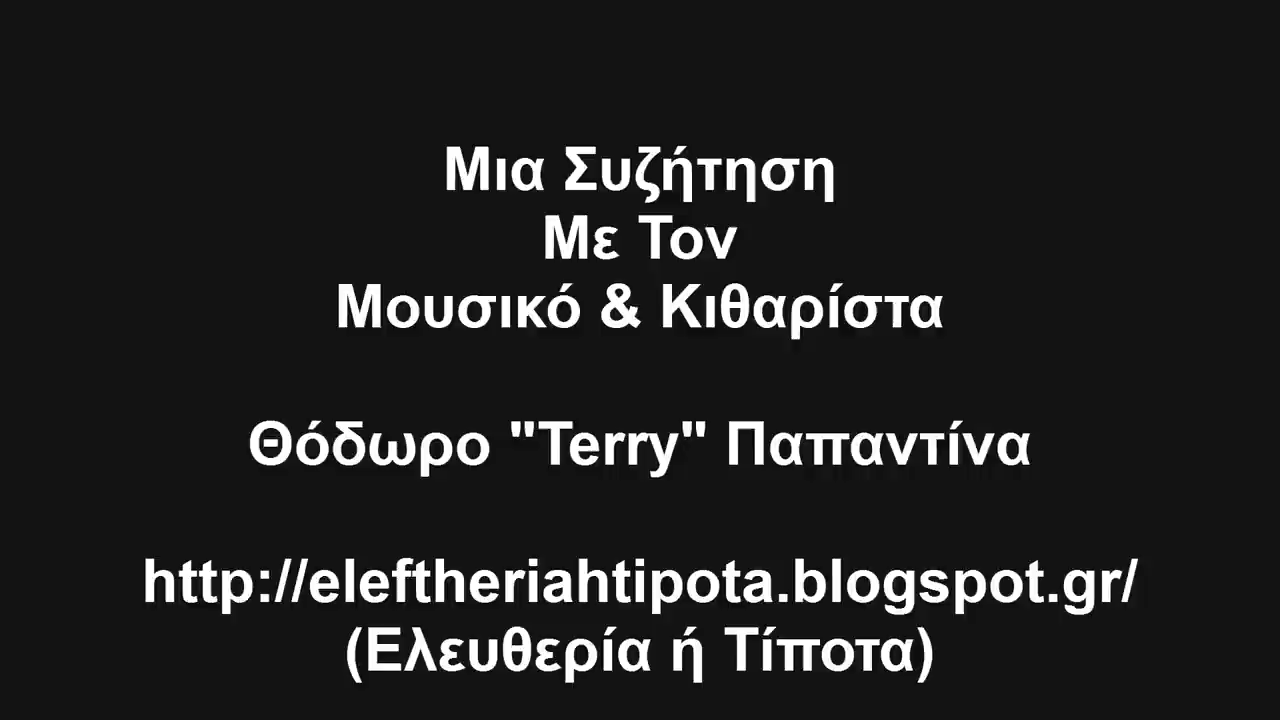 Μια Συζήτηση
Με Τον
Μουσικό & Κιθαρίστα
Θόδωρο "Terry" Παπαντίνα
http://eleftheriahtipota.blogspot.gr/
(Ελευθερία ή Τίποτα)